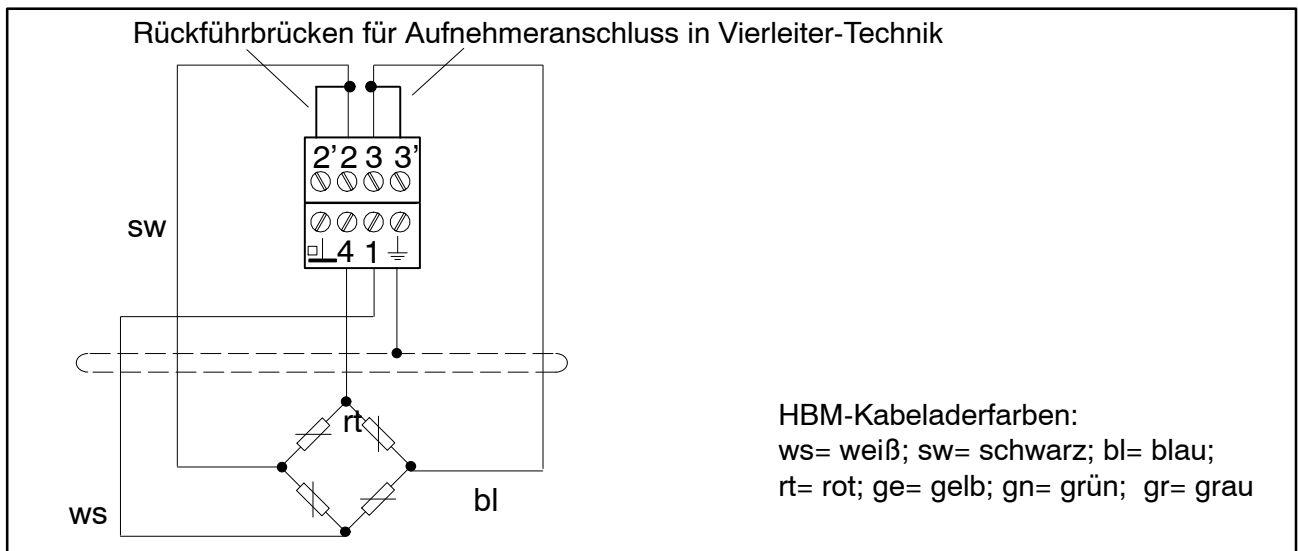 Rückführbrücken für Aufnehmeranschluss in Vierleiter-Technik
2' 2 3 3'
sw
4 1
rt
HBM-Kabeladerfarben:
ws= weiß; sw= schwarz; bl= blau;
rt= rot; ge= gelb; gn= grün; gr= grau
bl
ws